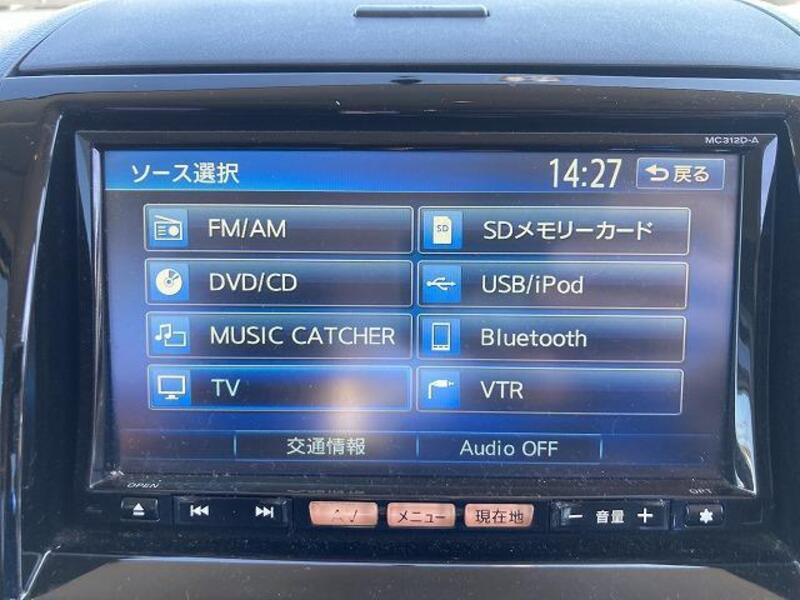 MC312D-A
ソース選択 14:27 戻る
FM/AM SD SDメモリーカード
DVD/CD USB/iPod
MUSIC CATCHER Bluetooth
TV VTR
交通情報 Audio OFF
OPEN OPT
メニュー 現在地 - 音量 +